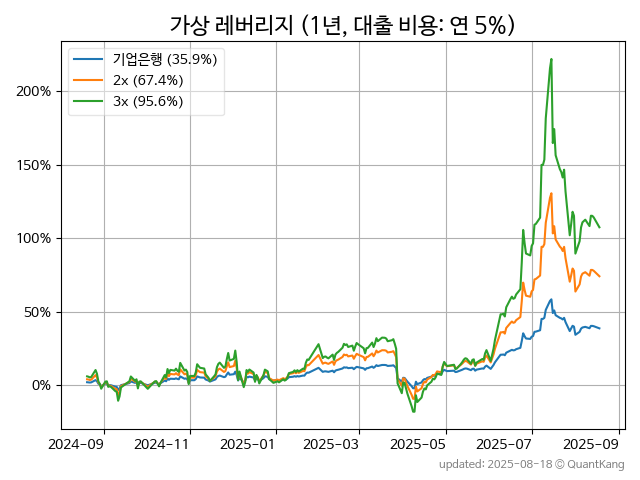 가상 레버리지 (1년, 대출 비용: 연 5%)
기업은행 (35.9%)
2x (67.4%)
3x (95.6%)
200%
150%
100%
50%
0%
2024-09 2024-11 2025-01 2025-03 2025-05 2025-07 2025-09
updated: 2025-08-18 © QuantKang